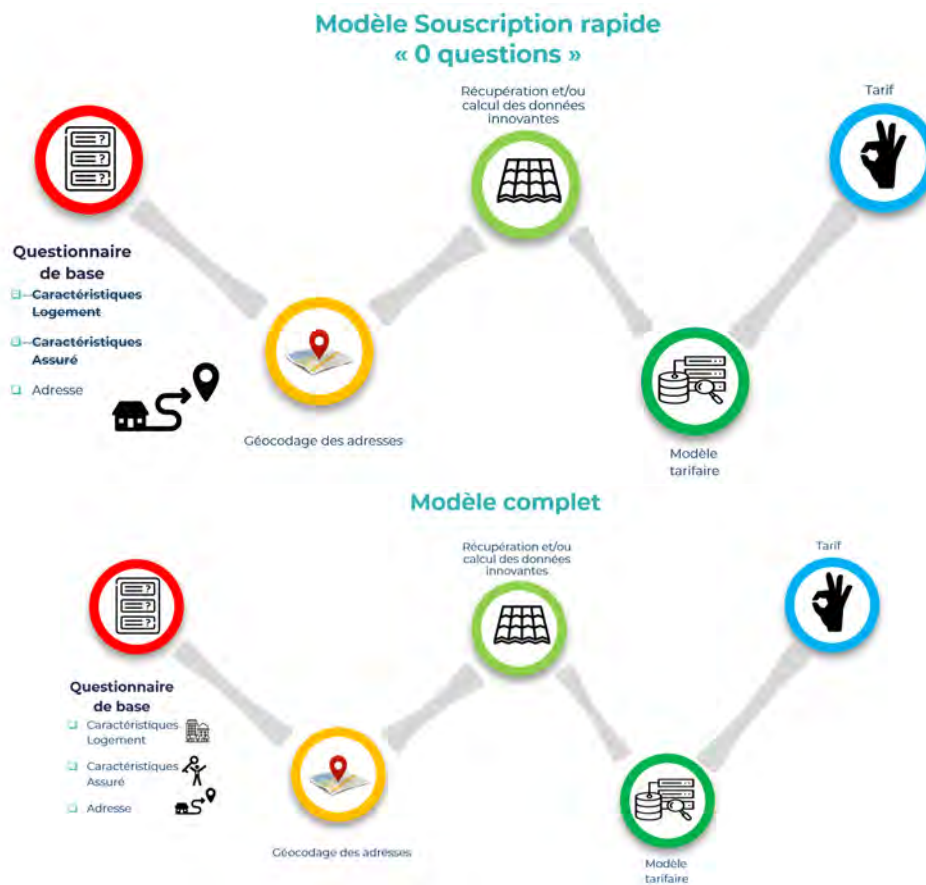 Modèle Souscription rapide
« 0 questions »
Récupération et/ou
calcul des données
innovantes
Tarif
Questionnaire
de base
Caractéristiques
Logement
Caractéristiques
Assuré
Adresse
Géocodage des adresses
Modèle
tarifaire
Modèle complet
Récupération et/ou
calcul des données
innovantes
Tarif
Questionnaire
de base
Caractéristiques
Logement
Caractéristiques
Assuré
Adresse
Géocodage des adresses
Modèle
tarifaire